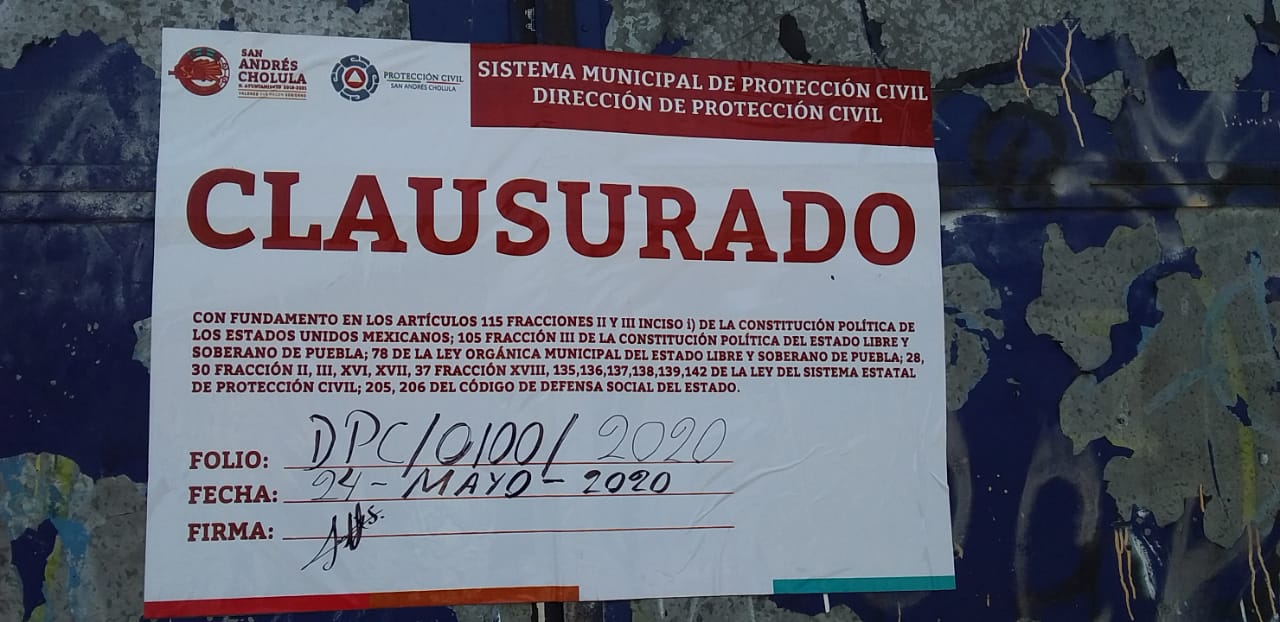 SAN
ANDRÉS
CHOLULA
H. AYUNTAMIENTO 2018-2021
PROTECCIÓN CIVIL
SAN ANDRÉS CHOLULA
SISTEMA MUNICIPAL DE PROTECCIÓN CIVIL
DIRECCIÓN DE PROTECCIÓN CIVIL
CLAUSURADO
CON FUNDAMENTO EN LOS ARTÍCULOS 115 FRACCIONES II Y III INCISO i) DE LA CONSTITUCIÓN POLÍTICA DE
LOS ESTADOS UNIDOS MEXICANOS; 105 FRACCIÓN III DE LA CONSTITUCIÓN POLÍTICA DEL ESTADO LIBRE Y
SOBERANO DE PUEBLA; 78 DE LA LEY ORGÁNICA MUNICIPAL DEL ESTADO LIBRE Y SOBERANO DE PUEBLA; 28,
30 FRACCIÓN II, III, XVI, XVII, 37 FRACCIÓN XVIII, 135,136,137,138,139,142 DE LA LEY DEL SISTEMA ESTATAL
DE PROTECCIÓN CIVIL; 205, 206 DEL CÓDIGO DE DEFENSA SOCIAL DEL ESTADO.
FOLIO: DPC/0100/2020
FECHA: 24-MAYO-2020
FIRMA: